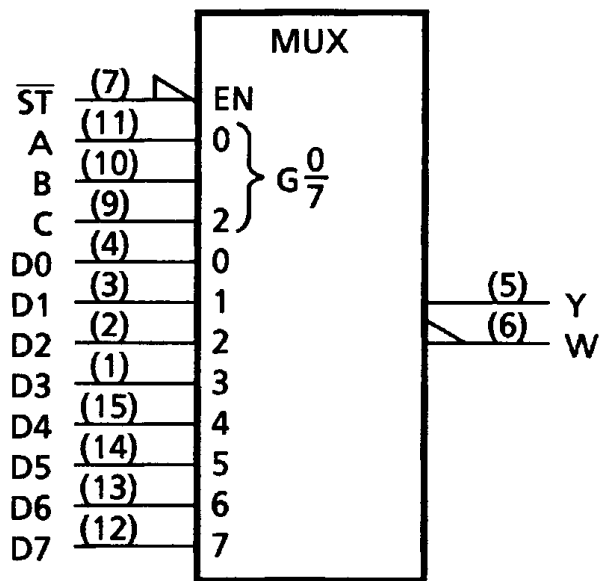 MUX
S̅T̅ (7) EN
A (11) 0
B (10) G 0/7
C (9) 2
D0 (4) 0
D1 (3) 1 (5) Y
D2 (2) 2 (6) W
D3 (1) 3
D4 (15) 4
D5 (14) 5
D6 (13) 6
D7 (12) 7